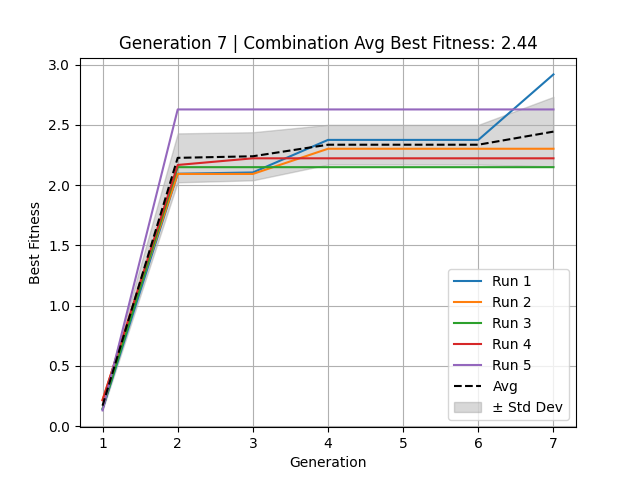 Generation 7 | Combination Avg Best Fitness: 2.44
3.0
2.5
2.0
1.5
1.0
0.5
0.0
Best Fitness
Run 1
Run 2
Run 3
Run 4
Run 5
Avg
± Std Dev
1 2 3 4 5 6 7
Generation